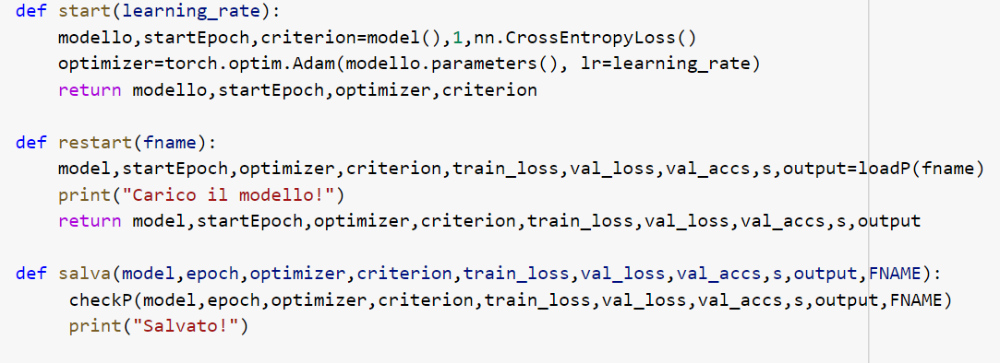 def start(learning_rate):
    modello,startEpoch,criterion=model(),1,nn.CrossEntropyLoss()
    optimizer=torch.optim.Adam(modello.parameters(), lr=learning_rate)
    return modello,startEpoch,optimizer,criterion

def restart(fname):
    model,startEpoch,optimizer,criterion,train_loss,val_loss,val_accs,s,output=loadP(fname)
    print("Carico il modello!")
    return model,startEpoch,optimizer,criterion,train_loss,val_loss,val_accs,s,output

def salva(model,epoch,optimizer,criterion,train_loss,val_loss,val_accs,s,output,FNAME):
     checkP(model,epoch,optimizer,criterion,train_loss,val_loss,val_accs,s,output,FNAME)
     print("Salvato!")